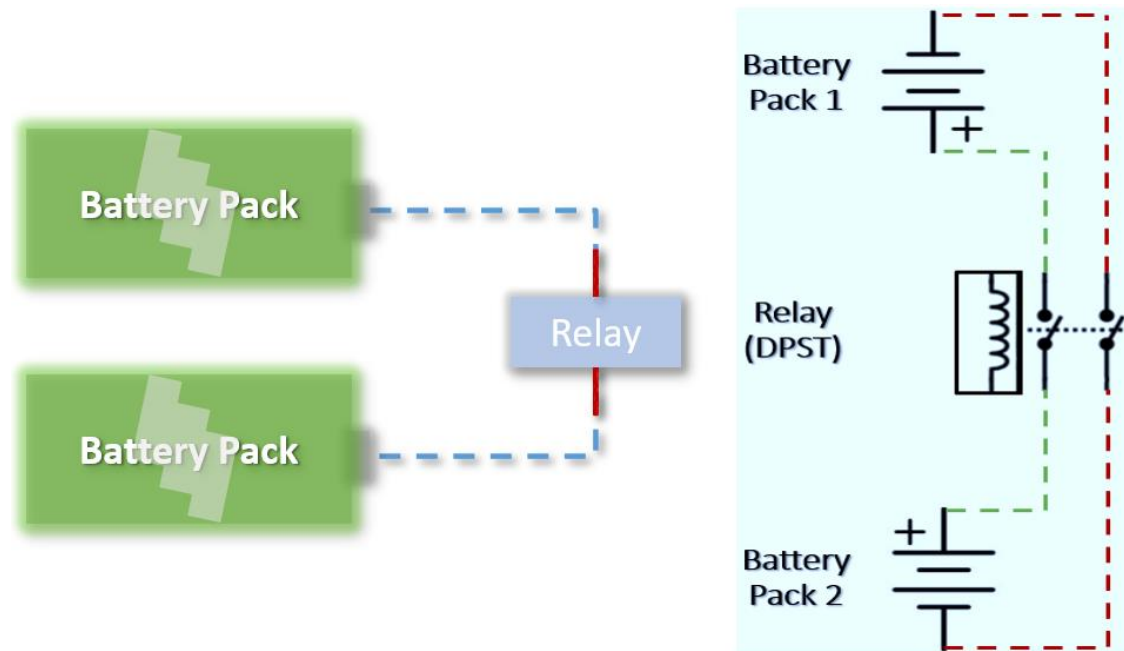 Battery Pack
Relay
Battery Pack
Battery
Pack 1
+
Relay
(DPST)
+
Battery
Pack 2